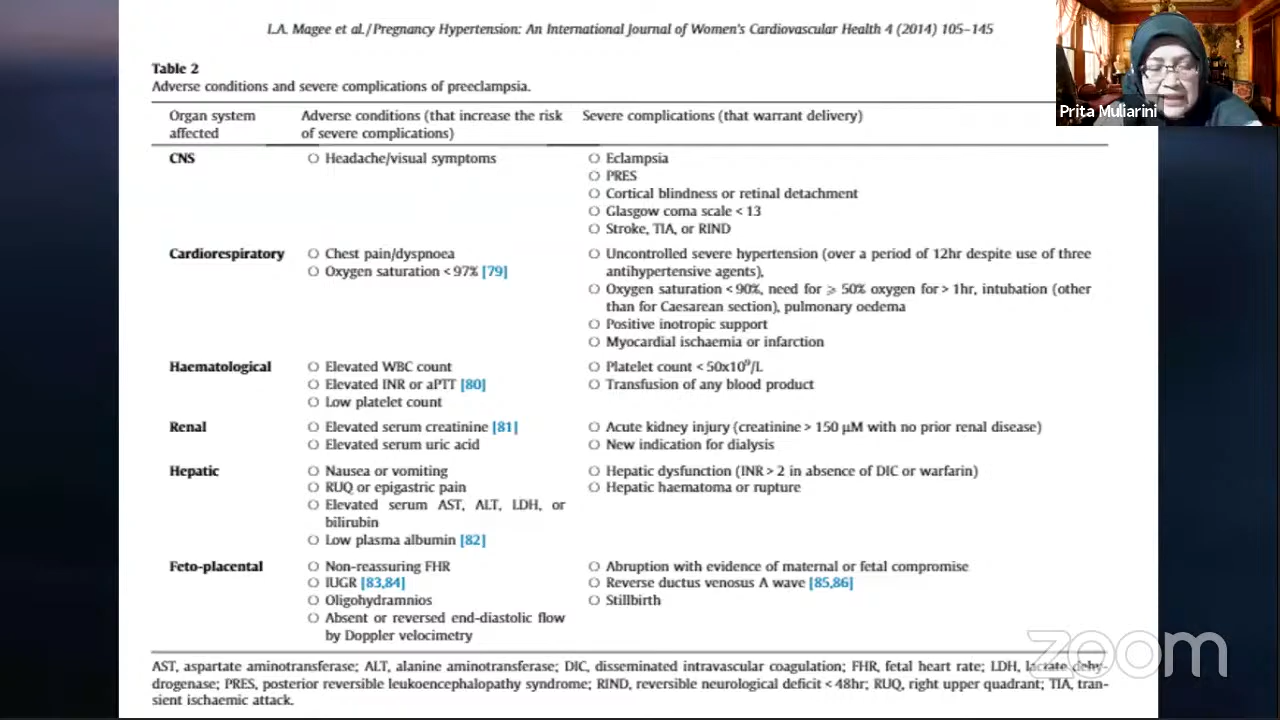 L.A. Magee et al./Pregnancy Hypertension: An International Journal of Women's Cardiovascular Health 4 (2014) 105–145
Prita Muliarini
Table 2
Adverse conditions and severe complications of preeclampsia.
Organ system affected
Adverse conditions (that increase the risk of severe complications)
Severe complications (that warrant delivery)
CNS
Headache/visual symptoms
Eclampsia
PRES
Cortical blindness or retinal detachment
Glasgow coma scale < 13
Stroke, TIA, or RIND
Cardiorespiratory
Chest pain/dyspnoea
Oxygen saturation < 97% [79]
Uncontrolled severe hypertension (over a period of 12hr despite use of three
antihypertensive agents),
Oxygen saturation < 90%, need for ⩾ 50% oxygen for > 1hr, intubation (other
than for Caesarean section), pulmonary oedema
Positive inotropic support
Myocardial ischaemia or infarction
Haematological
Elevated WBC count
Elevated INR or aPTT [80]
Low platelet count
Platelet count < 50x10⁹/L
Transfusion of any blood product
Renal
Elevated serum creatinine [81]
Elevated serum uric acid
Acute kidney injury (creatinine > 150 μM with no prior renal disease)
New indication for dialysis
Hepatic
Nausea or vomiting
RUQ or epigastric pain
Elevated serum AST, ALT, LDH, or
bilirubin
Low plasma albumin [82]
Hepatic dysfunction (INR > 2 in absence of DIC or warfarin)
Hepatic haematoma or rupture
Feto-placental
Non-reassuring FHR
IUGR [83,84]
Oligohydramnios
Absent or reversed end-diastolic flow
by Doppler velocimetry
Abruption with evidence of maternal or fetal compromise
Reverse ductus venosus A wave [85,86]
Stillbirth
AST, aspartate aminotransferase; ALT, alanine aminotransferase; DIC, disseminated intravascular coagulation; FHR, fetal heart rate; LDH, lactate dehy-
drogenase; PRES, posterior reversible leukoencephalopathy syndrome; RIND, reversible neurological deficit < 48hr; RUQ, right upper quadrant; TIA, tran-
sient ischaemic attack.
zoom